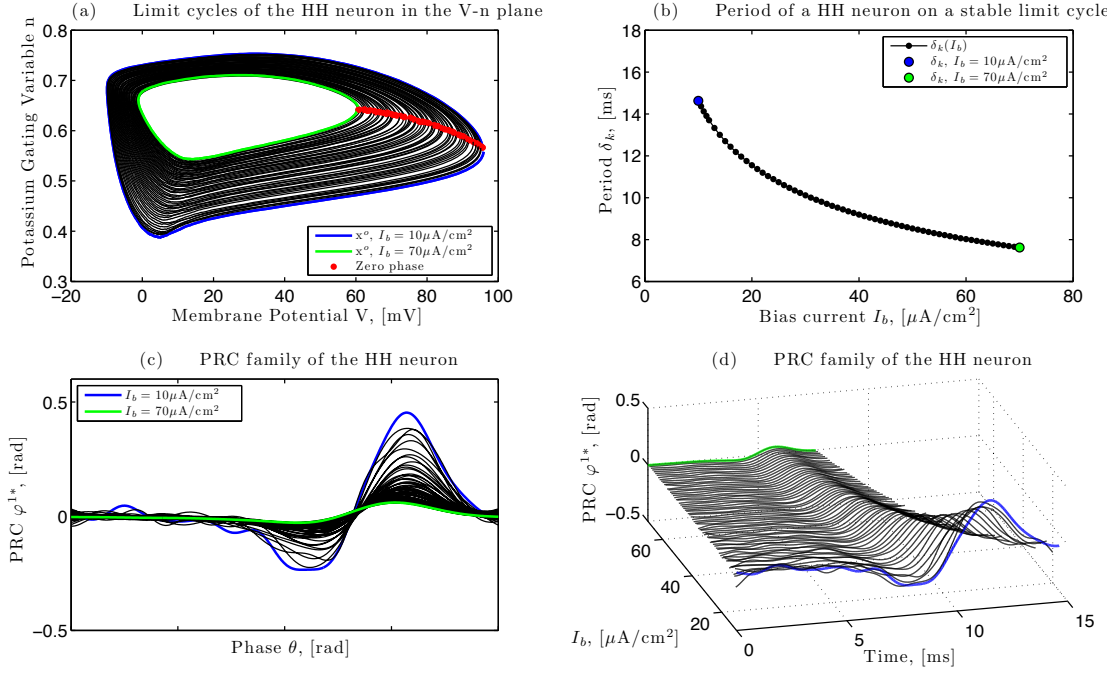 (a) Limit cycles of the HH neuron in the V-n plane
Potassium Gating Variable n
0.8
0.7
0.6
0.5
0.4
0.3
−20 0 20 40 60 80 100
Membrane Potential V, [mV]
xᵒ, I_b = 10μA/cm²
xᵒ, I_b = 70μA/cm²
Zero phase
(b) Period of a HH neuron on a stable limit cycle
Period δ_k, [ms]
18
16
14
12
10
8
6
0 20 40 60 80
Bias current I_b, [μA/cm²]
δ_k(I_b)
δ_k, I_b = 10μA/cm²
δ_k, I_b = 70μA/cm²
(c) PRC family of the HH neuron
PRC φ¹*, [rad]
0.5
0
−0.5
Phase θ, [rad]
I_b = 10μA/cm²
I_b = 70μA/cm²
(d) PRC family of the HH neuron
PRC φ¹*, [rad]
0.5
0
−0.5
60
40
20
I_b, [μA/cm²]
0 5 10 15
Time, [ms]